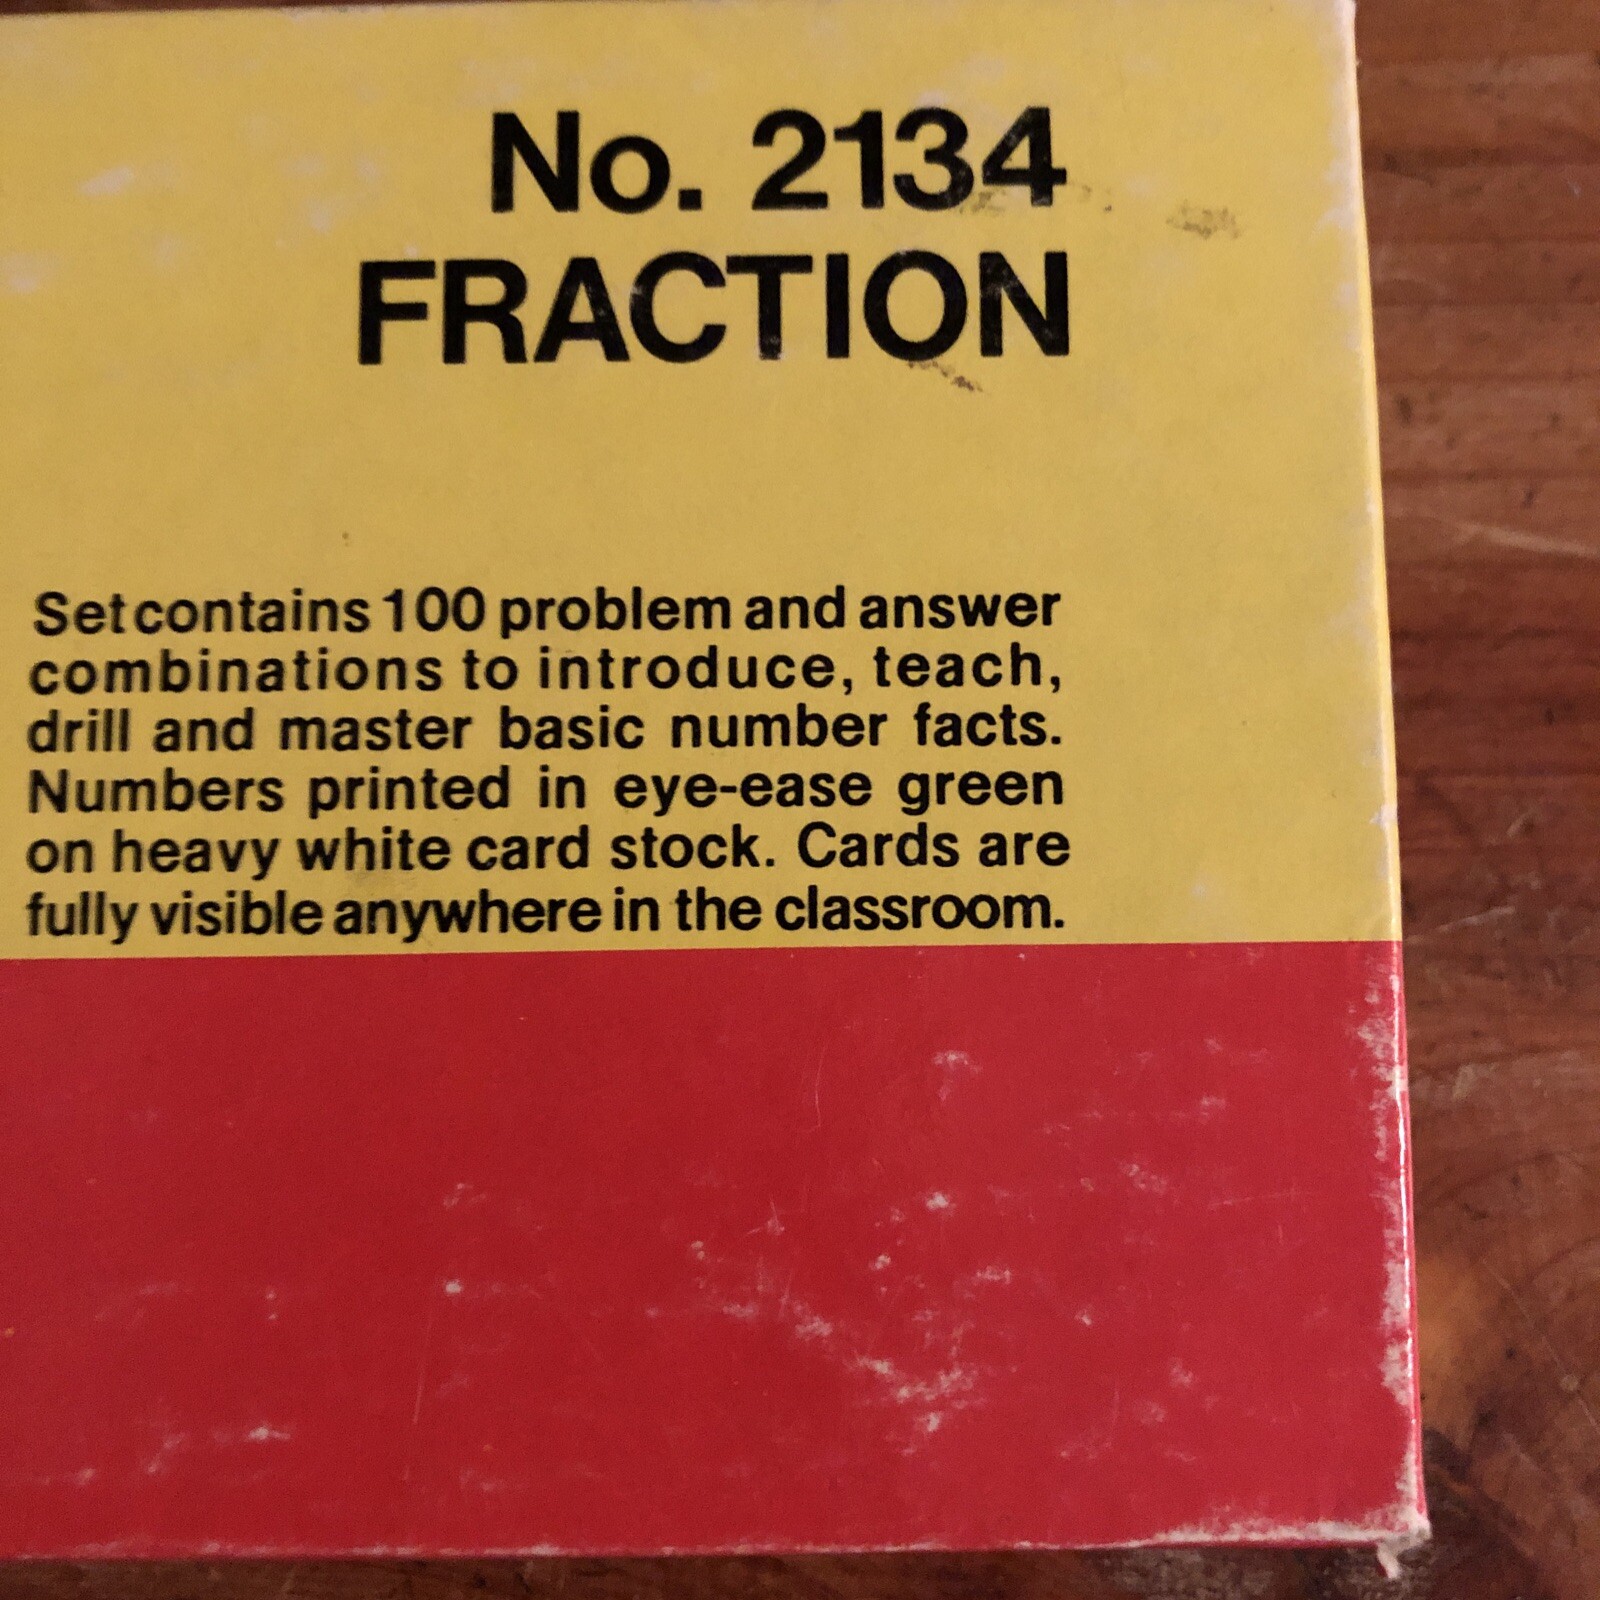 No. 2134
FRACTION
Set contains 100 problem and answer
combinations to introduce, teach,
drill and master basic number facts.
Numbers printed in eye-ease green
on heavy white card stock. Cards are
fully visible anywhere in the classroom.